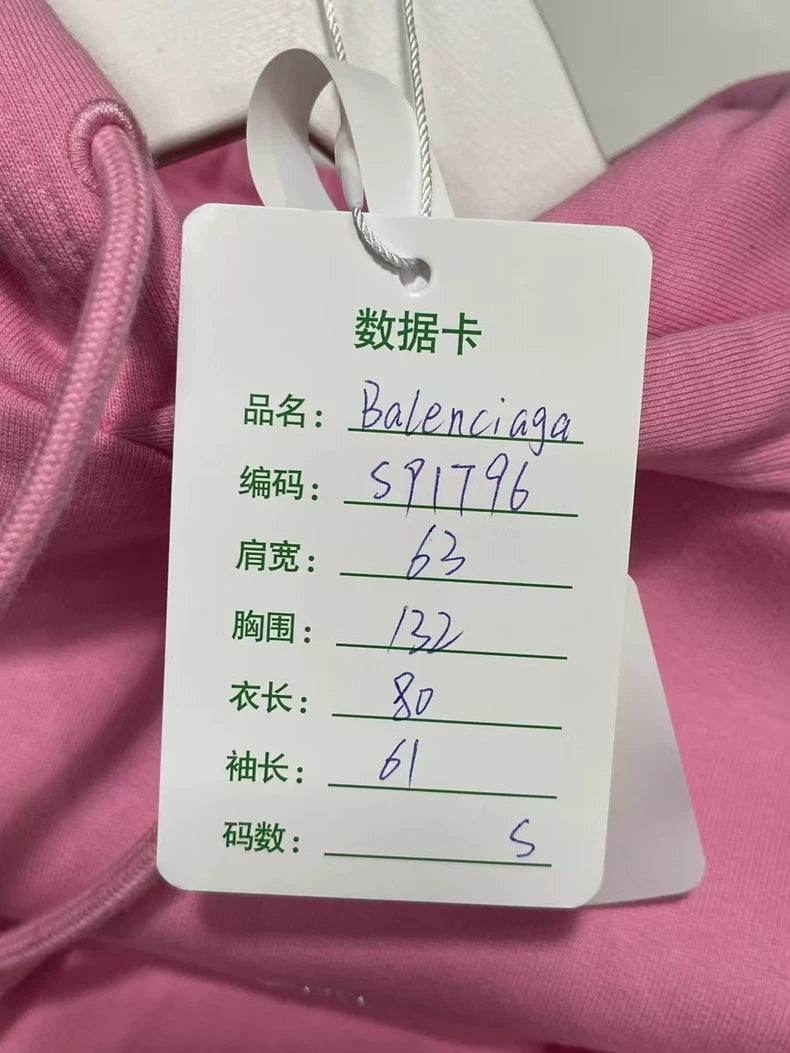 数据卡
品名: Balenciaga
编码: SP1796
肩宽: 63
胸围: 132
衣长: 80
袖长: 61
码数: S